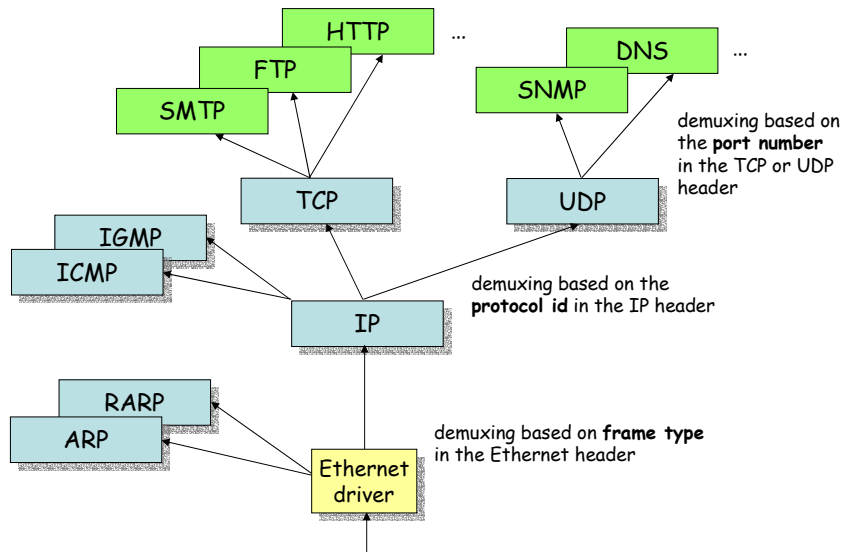 HTTP
...
FTP
SMTP
DNS
...
SNMP
demuxing based on
the port number
in the TCP or UDP
header
TCP
UDP
IGMP
ICMP
demuxing based on the
protocol id in the IP header
IP
RARP
ARP
demuxing based on frame type
in the Ethernet header
Ethernet
driver